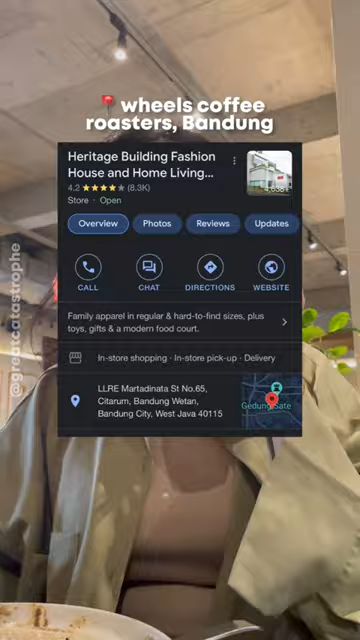 📍 wheels coffee
roasters, Bandung
Heritage Building Fashion
House and Home Living...
4.2 ★★★★★ (8.3K)
Store · Open
Overview
Photos
Reviews
Updates
CALL
CHAT
DIRECTIONS
WEBSITE
Family apparel in regular & hard-to-find sizes, plus
toys, gifts & a modern food court.
In-store shopping · In-store pick-up · Delivery
LLRE Martadinata St No.65,
Citarum, Bandung Wetan,
Bandung City, West Java 40115
Gedung Sate
@greatcatastrophe